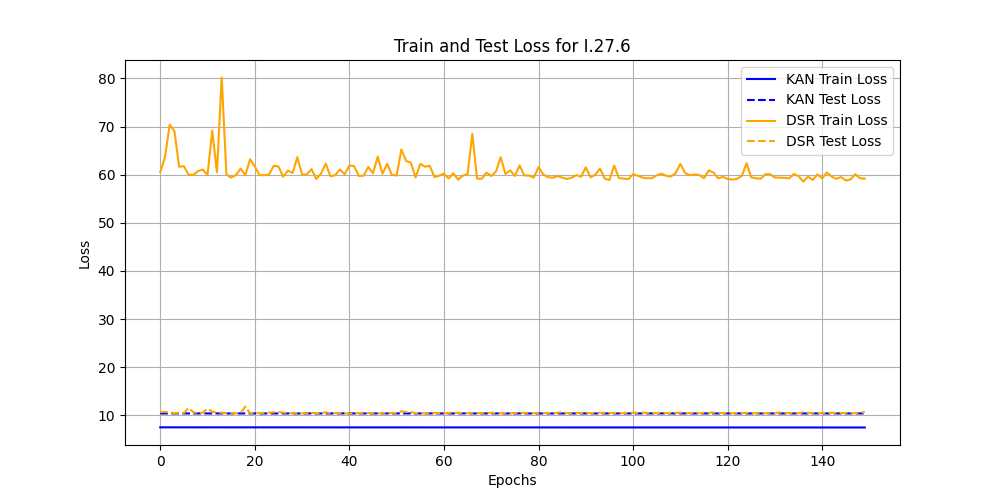 Train and Test Loss for I.27.6
KAN Train Loss
KAN Test Loss
DSR Train Loss
DSR Test Loss
Loss
80
70
60
50
40
30
20
10
0 20 40 60 80 100 120 140
Epochs